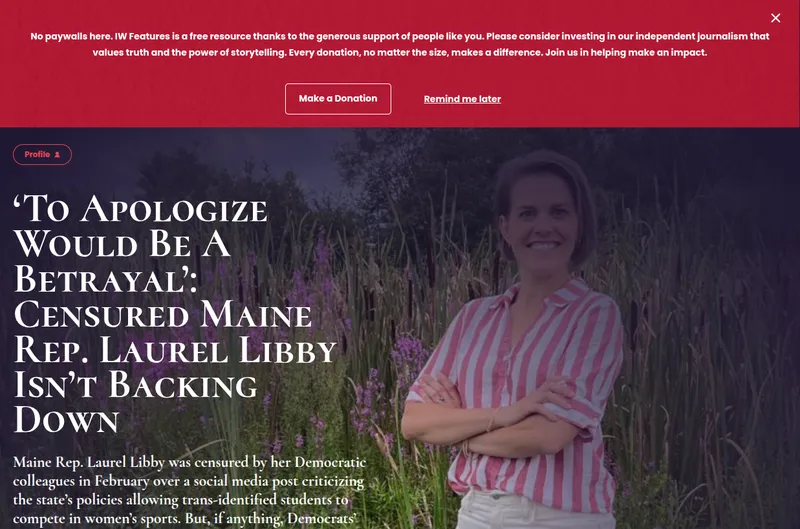 No paywalls here. IW Features is a free resource thanks to the generous support of people like you. Please consider investing in our independent journalism that
values truth and the power of storytelling. Every donation, no matter the size, makes a difference. Join us in helping make an impact.
Make a Donation
Remind me later
Profile
‘To Apologize
Would Be A
Betrayal’:
Censured Maine
Rep. Laurel Libby
Isn’t Backing
Down
Maine Rep. Laurel Libby was censured by her Democratic
colleagues in February over a social media post criticizing
the state’s policies allowing trans-identified students to
compete in women’s sports. But, if anything, Democrats’